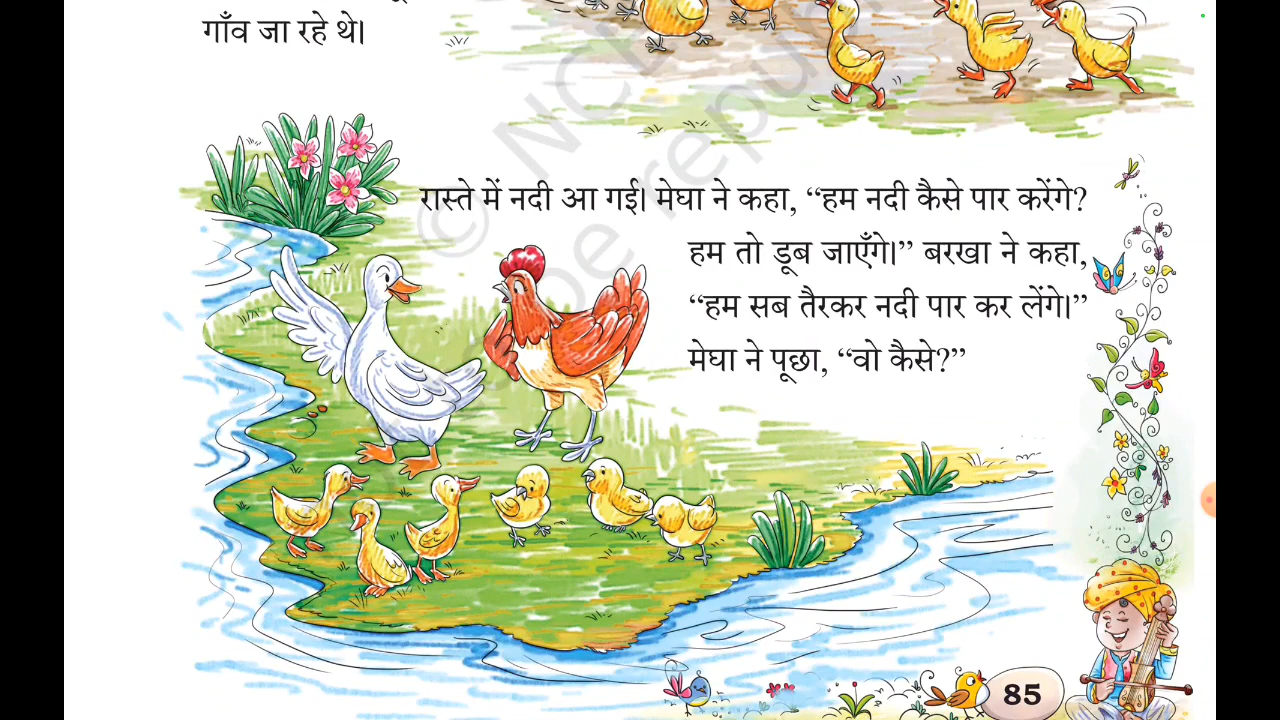 गाँव जा रहे थे।
रास्ते में नदी आ गई। मेघा ने कहा, “हम नदी कैसे पार करेंगे?
हम तो डूब जाएँगे।” बरखा ने कहा,
“हम सब तैरकर नदी पार कर लेंगे।”
मेघा ने पूछा, “वो कैसे?”
85